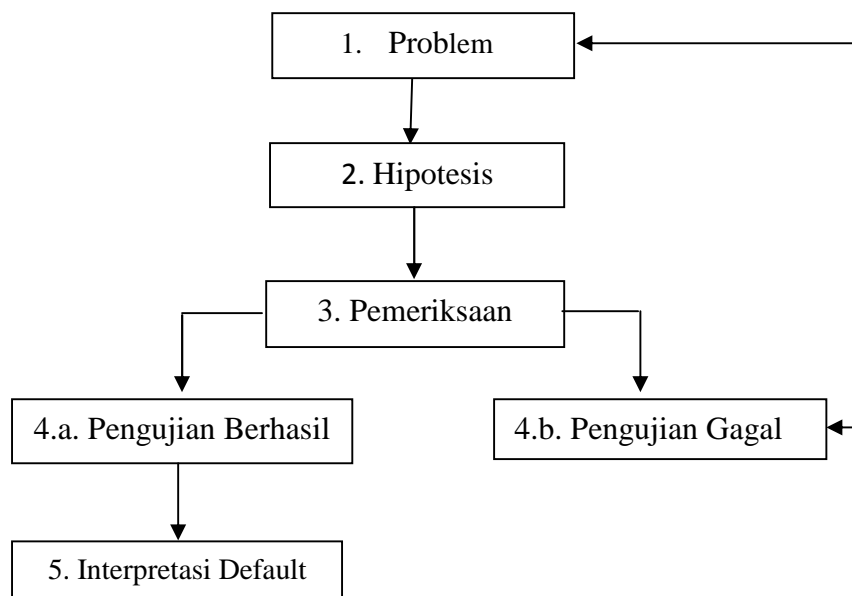 1. Problem
2. Hipotesis
3. Pemeriksaan
4.a. Pengujian Berhasil
4.b. Pengujian Gagal
5. Interpretasi Default